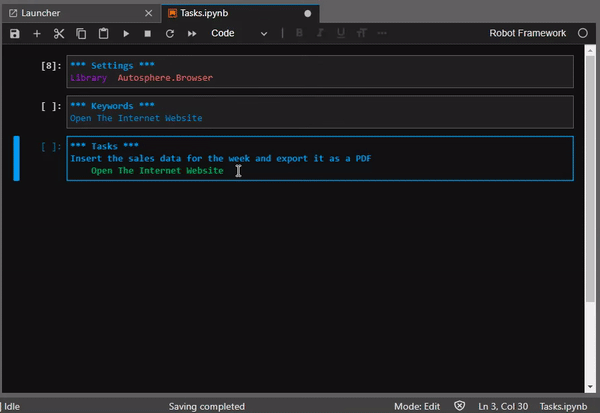 Launcher
Tasks.ipynb
Code
B I U
Robot Framework
[8]:
*** Settings ***
Library Autosphere.Browser
[ ]:
*** Keywords ***
Open The Internet Website
[ ]:
*** Tasks ***
Insert the sales data for the week and export it as a PDF
Open The Internet Website
Idle
Saving completed
Mode: Edit
Ln 3, Col 30
Tasks.ipynb